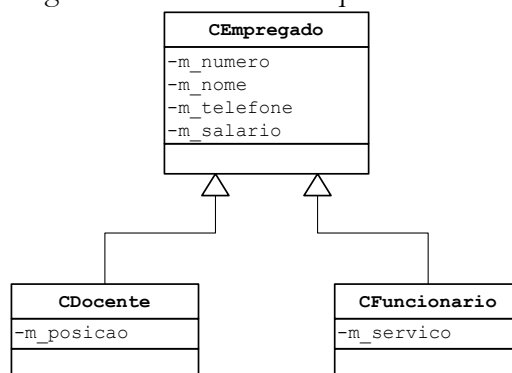 CEmpregado
-m_numero
-m_nome
-m_telefone
-m_salario
CDocente
-m_posicao
CFuncionario
-m_servico